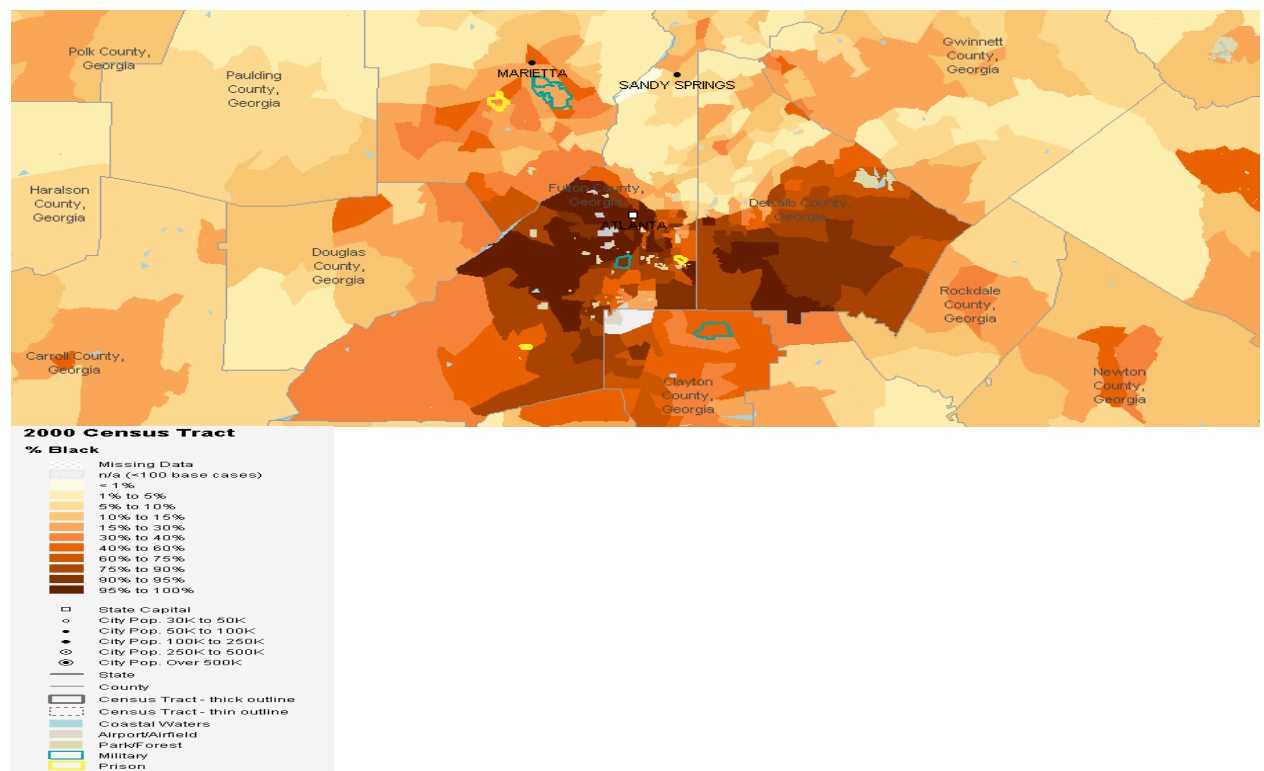 Polk County,
Georgia
Paulding
County,
Georgia
MARIETTA
SANDY SPRINGS
Gwinnett
County,
Georgia
Haralson
County,
Georgia
Fulton County,
Georgia
ATLANTA
DeKalb County,
Georgia
Douglas
County,
Georgia
Rockdale
County,
Georgia
Carroll County,
Georgia
Clayton
County,
Georgia
Newton
County,
Georgia
2000 Census Tract
% Black
Missing Data
n/a (<100 base cases)
< 1%
1% to 5%
5% to 10%
10% to 15%
15% to 30%
30% to 40%
40% to 60%
60% to 75%
75% to 90%
90% to 95%
95% to 100%
State Capital
City Pop. 30K to 50K
City Pop. 50K to 100K
City Pop. 100K to 250K
City Pop. 250K to 500K
City Pop. Over 500K
State
County
Census Tract - thick outline
Census Tract - thin outline
Coastal Waters
Airport/Airfield
Park/Forest
Military
Prison